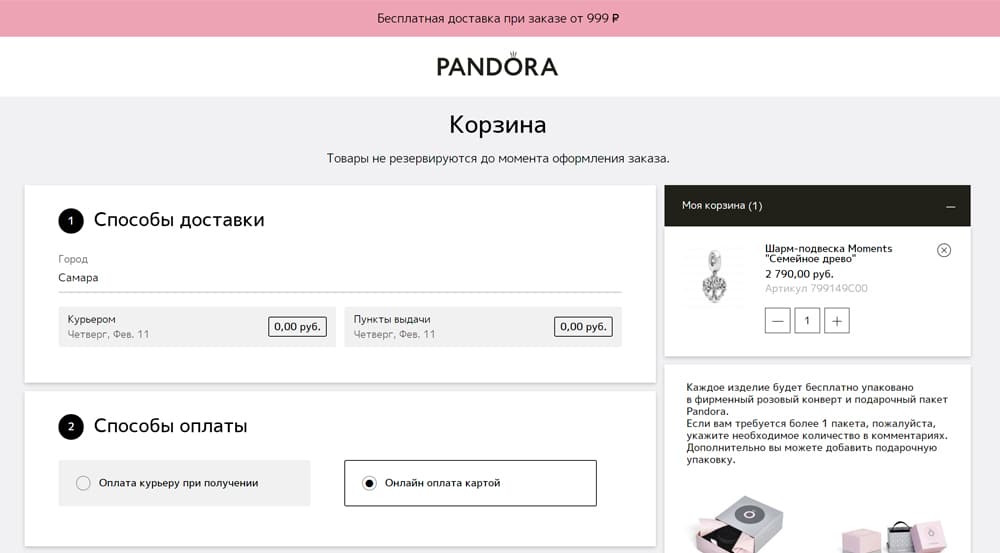 Бесплатная доставка при заказе от 999 ₽
PANDORA
Корзина
Товары не резервируются до момента оформления заказа.
1 Способы доставки
Город
Самара
Курьером
Четверг, Фев. 11
0,00 руб.
Пункты выдачи
Четверг, Фев. 11
0,00 руб.
2 Способы оплаты
Оплата курьеру при получении
Онлайн оплата картой
Моя корзина (1)
Шарм-подвеска Moments
"Семейное древо"
2 790,00 руб.
Артикул 799149C00
1
Каждое изделие будет бесплатно упаковано
в фирменный розовый конверт и подарочный пакет
Pandora.
Если вам требуется более 1 пакета, пожалуйста,
укажите необходимое количество в комментариях.
Дополнительно вы можете добавить подарочную
упаковку.